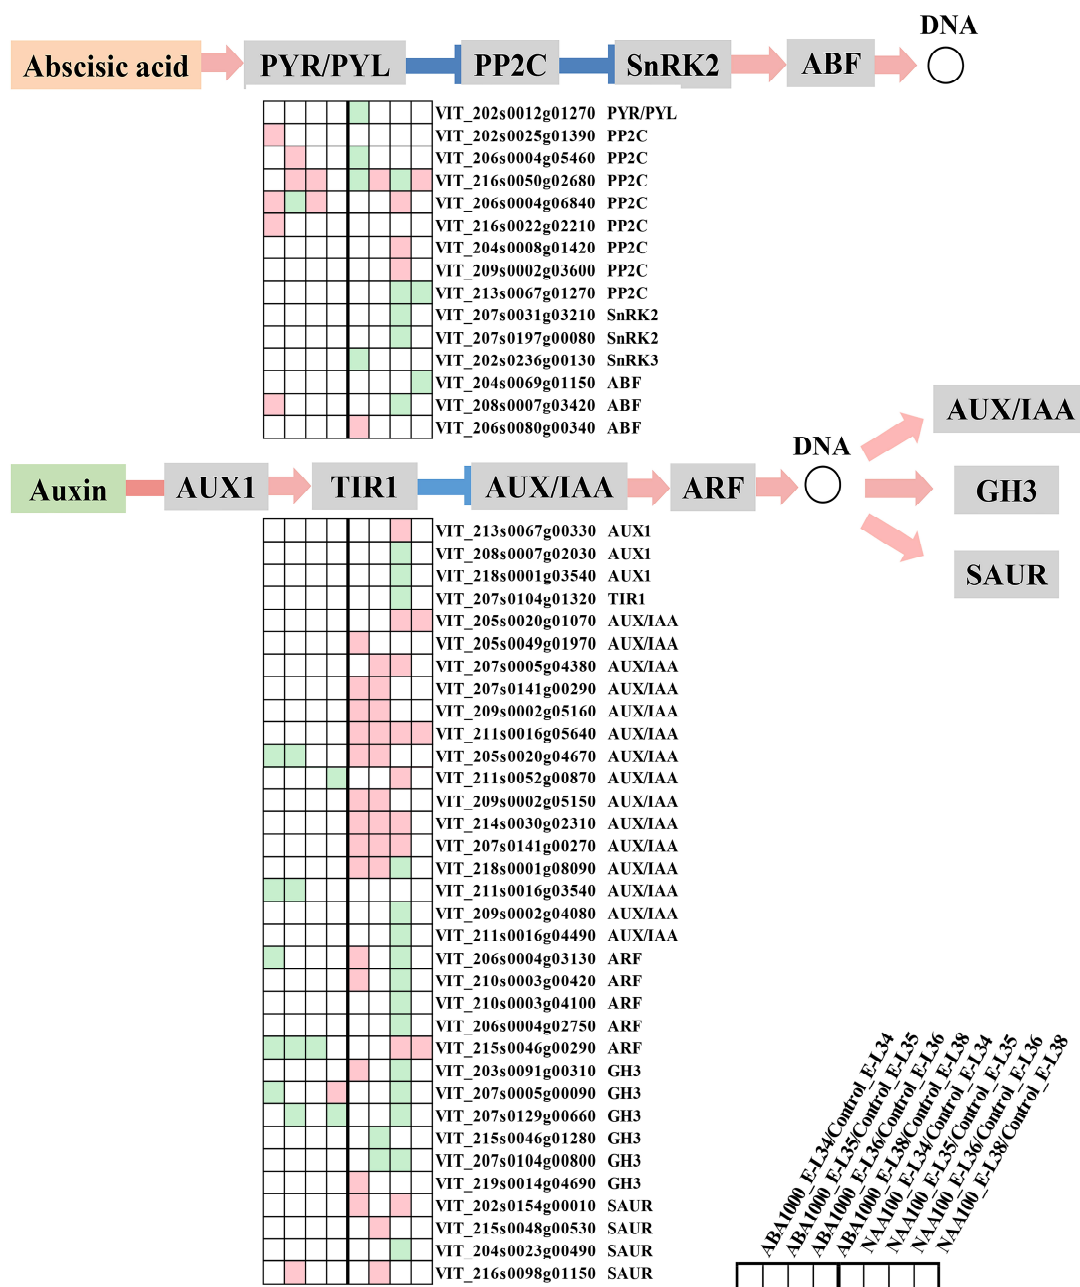 DNA
Abscisic acid PYR/PYL PP2C SnRK2 ABF
VIT_202s0012g01270 PYR/PYL
VIT_202s0025g01390 PP2C
VIT_206s0004g05460 PP2C
VIT_216s0050g02680 PP2C
VIT_206s0004g06840 PP2C
VIT_216s0022g02210 PP2C
VIT_204s0008g01420 PP2C
VIT_209s0002g03600 PP2C
VIT_213s0067g01270 PP2C
VIT_207s0031g03210 SnRK2
VIT_207s0197g00080 SnRK2
VIT_202s0236g00130 SnRK3
VIT_204s0069g01150 ABF
VIT_208s0007g03420 ABF
VIT_206s0080g00340 ABF
DNA
Auxin AUX1 TIR1 AUX/IAA ARF
AUX/IAA
GH3
SAUR
VIT_213s0067g00330 AUX1
VIT_208s0007g02030 AUX1
VIT_218s0001g03540 AUX1
VIT_207s0104g01320 TIR1
VIT_205s0020g01070 AUX/IAA
VIT_205s0049g01970 AUX/IAA
VIT_207s0005g04380 AUX/IAA
VIT_207s0141g00290 AUX/IAA
VIT_209s0002g05160 AUX/IAA
VIT_211s0016g05640 AUX/IAA
VIT_205s0020g04670 AUX/IAA
VIT_211s0052g00870 AUX/IAA
VIT_209s0002g05150 AUX/IAA
VIT_214s0030g02310 AUX/IAA
VIT_207s0141g00270 AUX/IAA
VIT_218s0001g08090 AUX/IAA
VIT_211s0016g03540 AUX/IAA
VIT_209s0002g04080 AUX/IAA
VIT_211s0016g04490 AUX/IAA
VIT_206s0004g03130 ARF
VIT_210s0003g00420 ARF
VIT_210s0003g04100 ARF
VIT_206s0004g02750 ARF
VIT_215s0046g00290 ARF
VIT_203s0091g00310 GH3
VIT_207s0005g00090 GH3
VIT_207s0129g00660 GH3
VIT_215s0046g01280 GH3
VIT_207s0104g00800 GH3
VIT_219s0014g04690 GH3
VIT_202s0154g00010 SAUR
VIT_215s0048g00530 SAUR
VIT_204s0023g00490 SAUR
VIT_216s0098g01150 SAUR
ABA1000_E-L34/Control_E-L34
ABA1000_E-L35/Control_E-L35
ABA1000_E-L36/Control_E-L36
ABA1000_E-L38/Control_E-L38
NAA100_E-L34/Control_E-L34
NAA100_E-L35/Control_E-L35
NAA100_E-L36/Control_E-L36
NAA100_E-L38/Control_E-L38